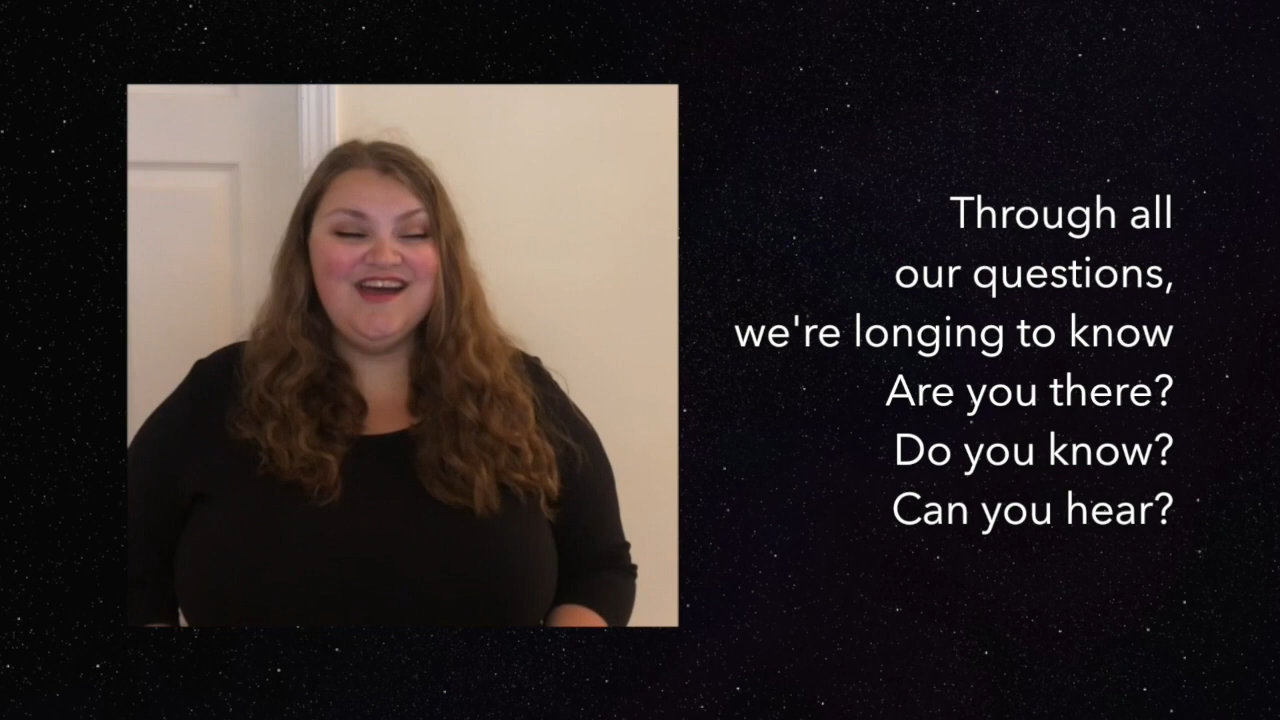 Through all
our questions,
we're longing to know
Are you there?
Do you know?
Can you hear?